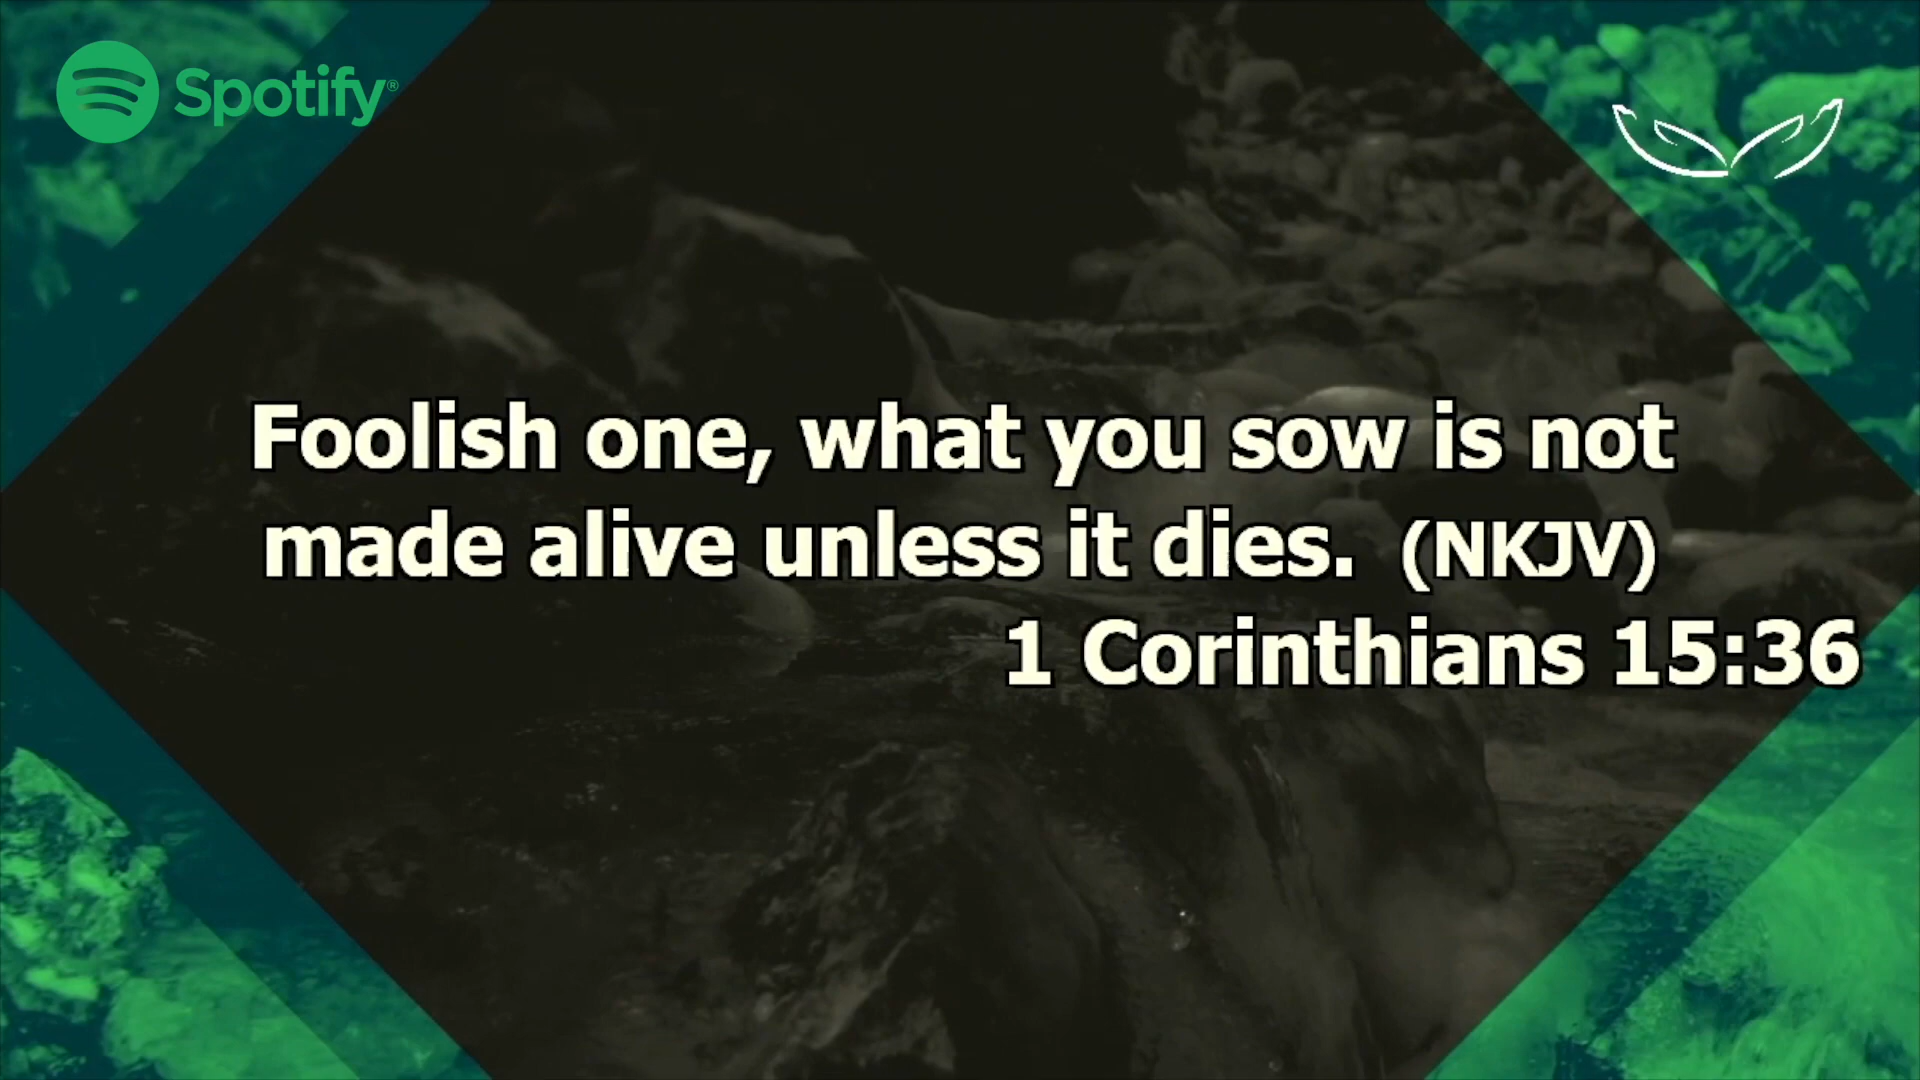 Spotify®
Foolish one, what you sow is not
made alive unless it dies. (NKJV)
1 Corinthians 15:36